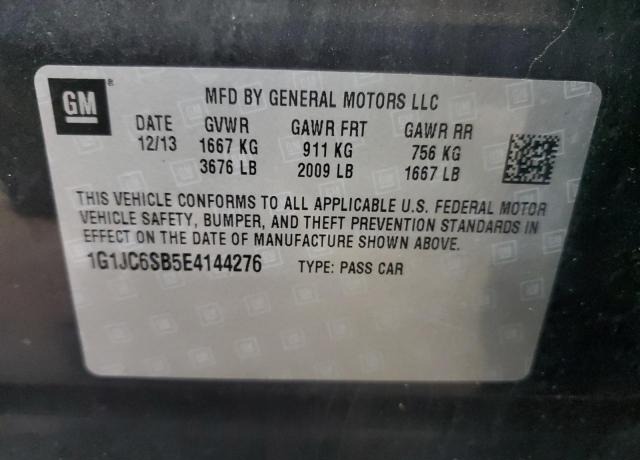 GM®
MFD BY GENERAL MOTORS LLC
DATE GVWR GAWR FRT GAWR RR
12/13 1667 KG 911 KG 756 KG
3676 LB 2009 LB 1667 LB
THIS VEHICLE CONFORMS TO ALL APPLICABLE U.S. FEDERAL MOTOR
VEHICLE SAFETY, BUMPER, AND THEFT PREVENTION STANDARDS IN
EFFECT ON THE DATE OF MANUFACTURE SHOWN ABOVE.
1G1JC6SB5E4144276 TYPE: PASS CAR